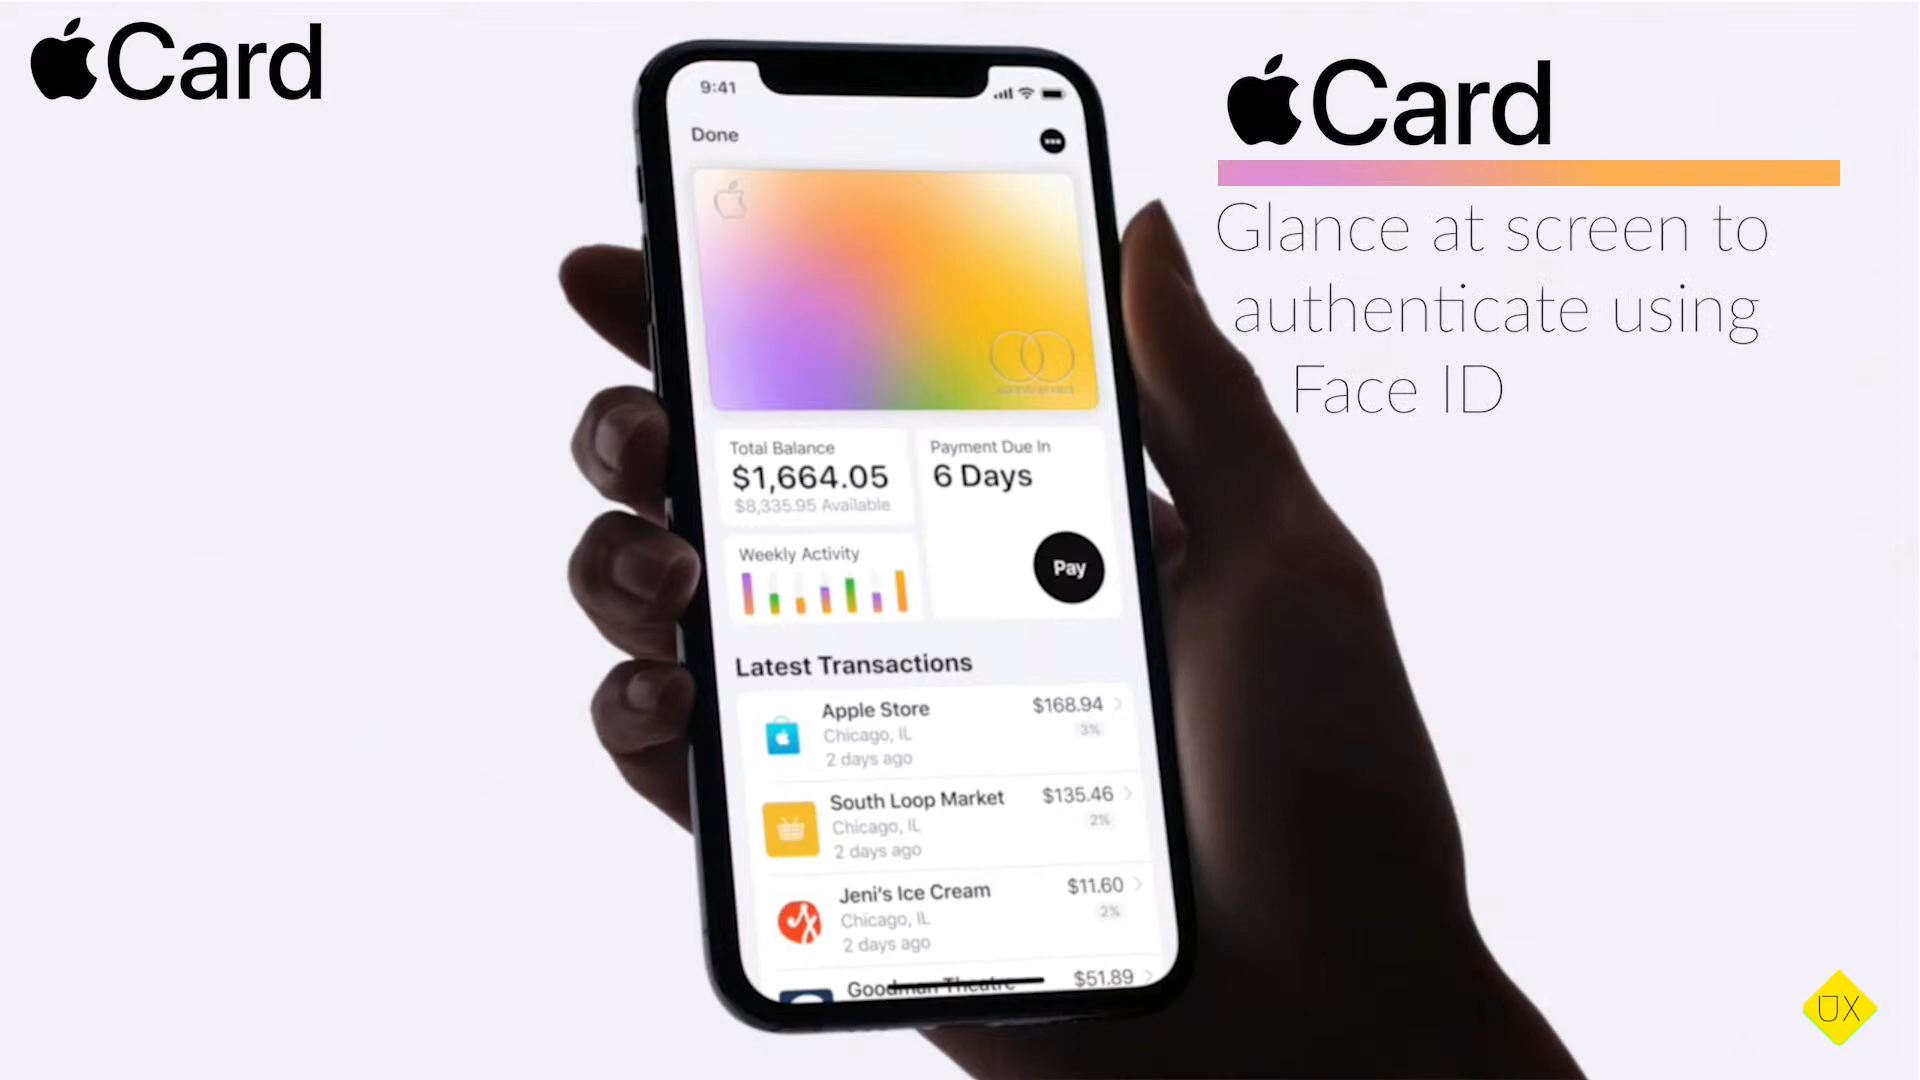 Card
Card
Glance at screen to
authenticate using
Face ID
9:41
Done
mastercard
Total Balance
$1,664.05
$8,335.95 Available
Payment Due In
6 Days
Pay
Weekly Activity
Latest Transactions
Apple Store
$168.94
Chicago, IL
3%
2 days ago
South Loop Market
$135.46
Chicago, IL
2%
2 days ago
Jeni's Ice Cream
$11.60
Chicago, IL
2%
2 days ago
Goodman Theatre
$51.89
UX